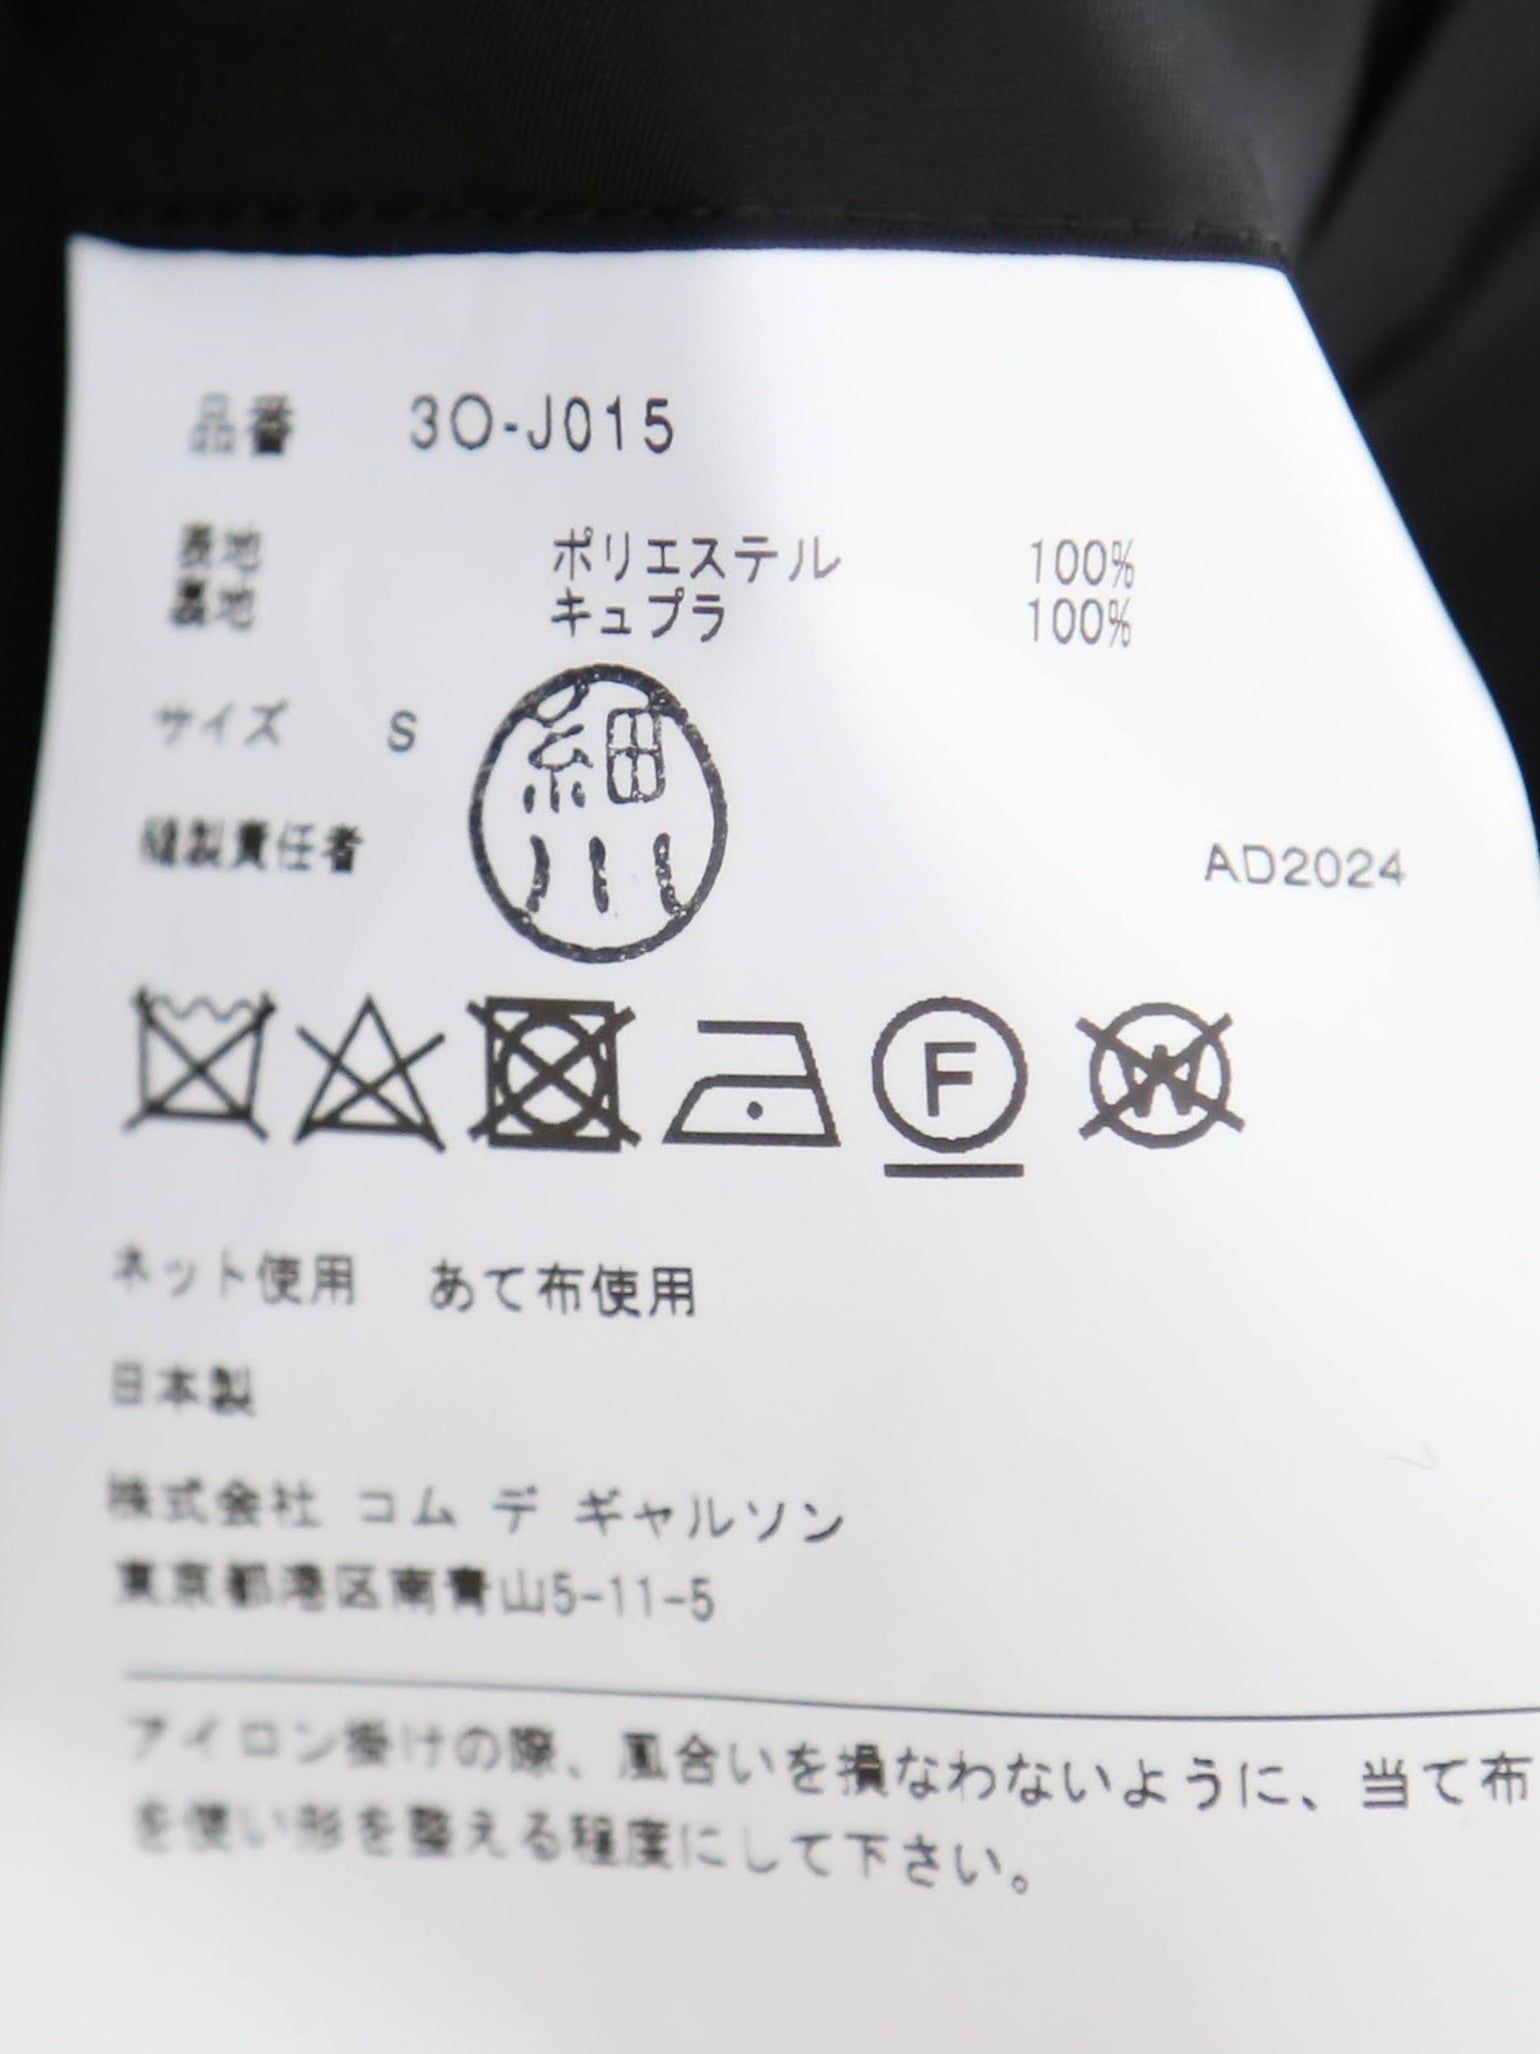 品番 3O-J015
表地 ポリエステル 100%
裏地 キュプラ 100%
サイズ S
細川
縫製責任者
AD2024
F
W
ネット使用 あて布使用
日本製
株式会社 コム デ ギャルソン
東京都港区南青山5-11-5
アイロン掛けの際、風合いを損なわないように、当て布
を使い形を整える程度にして下さい。